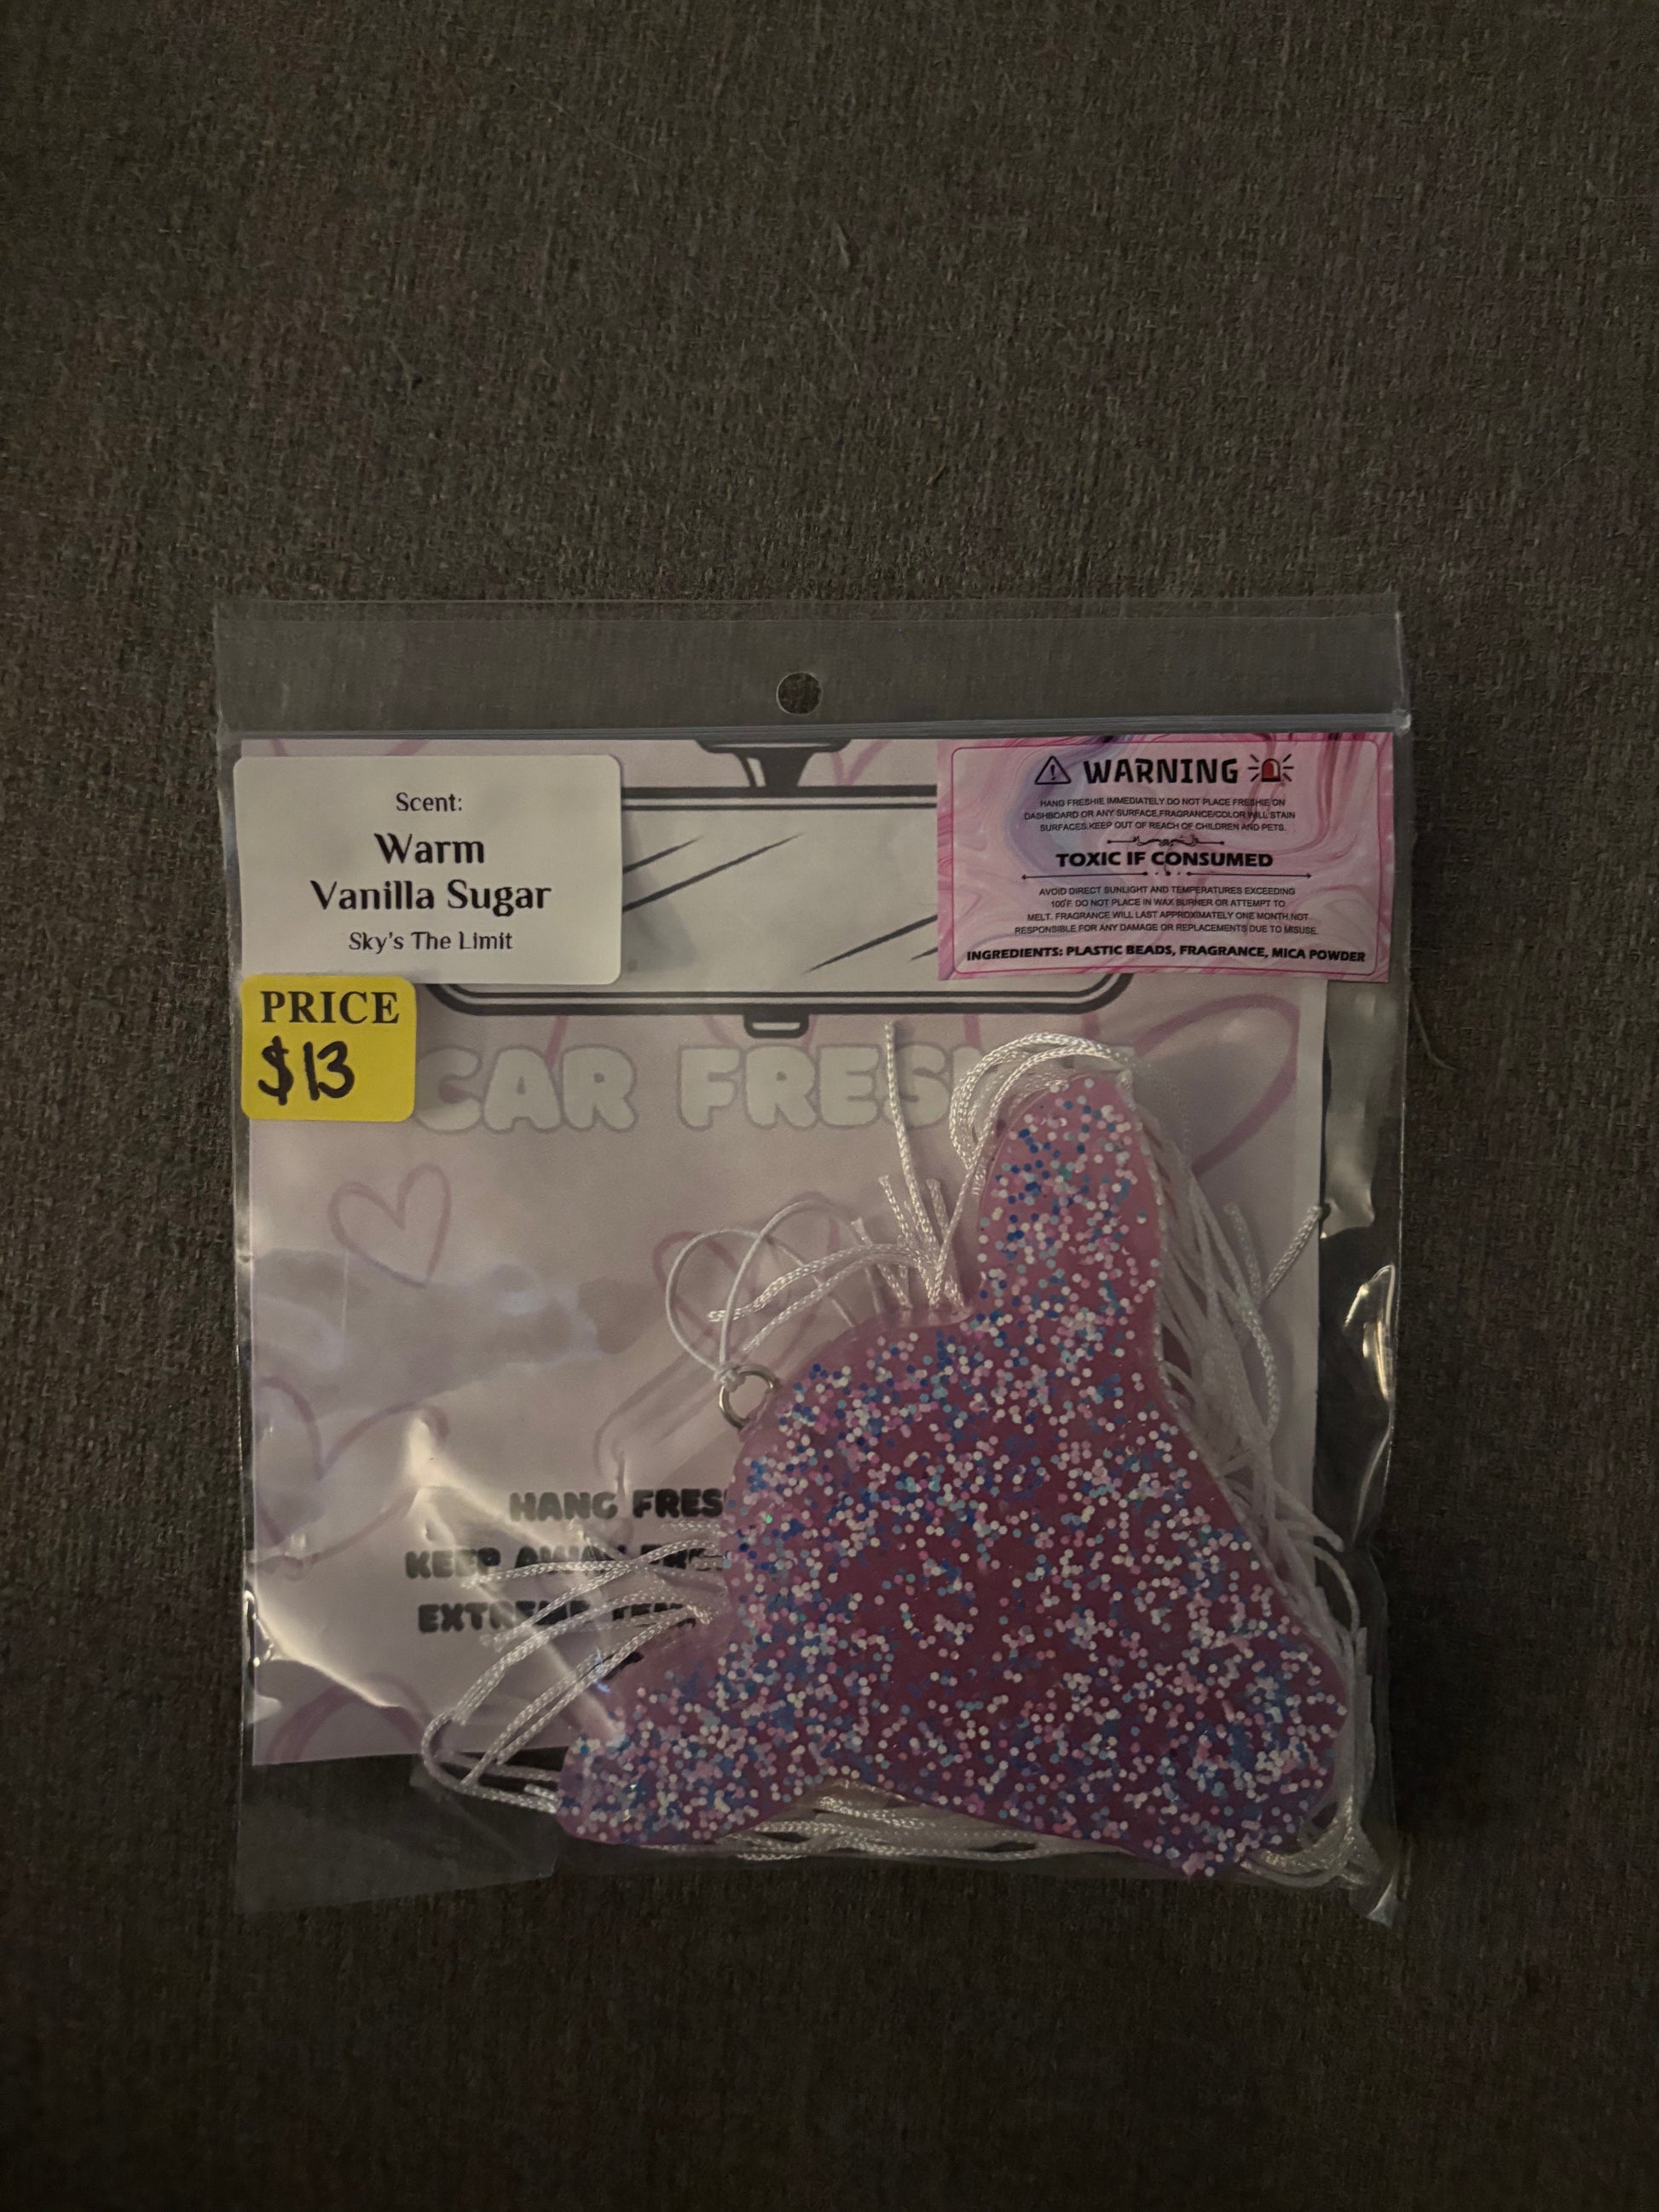 Scent:
Warm
Vanilla Sugar
Sky's The Limit
WARNING
HANG FRESHIE IMMEDIATELY.DO NOT PLACE FRESHIE ON
DASHBOARD OR ANY SURFACE.FRAGRANCE/COLOR WILL STAIN
SURFACES.KEEP OUT OF REACH OF CHILDREN AND PETS.
TOXIC IF CONSUMED
AVOID DIRECT SUNLIGHT AND TEMPERATURES EXCEEDING
100°F. DO NOT PLACE IN WAX BURNER OR ATTEMPT TO
MELT. FRAGRANCE WILL LAST APPROXIMATELY ONE MONTH.NOT
RESPONSIBLE FOR ANY DAMAGE OR REPLACEMENTS DUE TO MISUSE.
INGREDIENTS: PLASTIC BEADS, FRAGRANCE, MICA POWDER
PRICE
$13
CAR FRESH
HANG FRES
KEEP AWAY
EXTREME